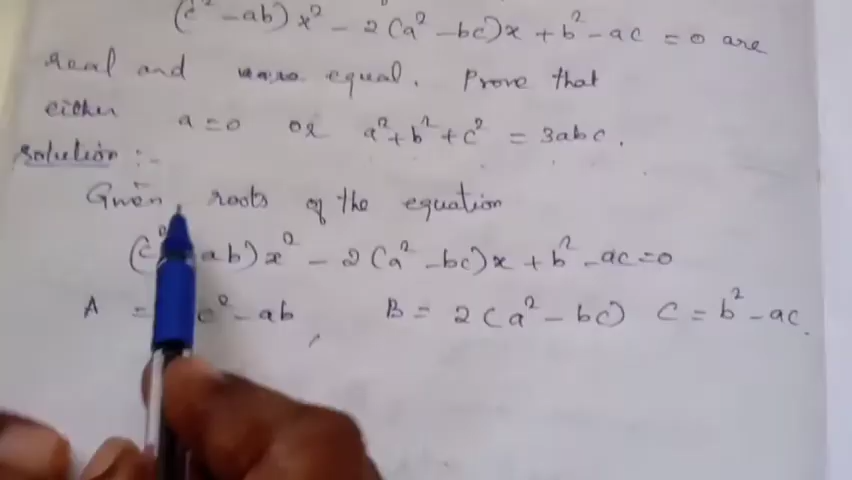 (c² - ab) x² - 2(a² - bc)x + b² - ac = 0 are
real and equal. Prove that
either a = 0 or a² + b² + c² = 3abc.
Solution :-
Given roots of the equation
(c² ab) x² - 2(a² - bc)x + b² - ac = 0
A = c² - ab, B = 2(a² - bc) C = b² - ac.